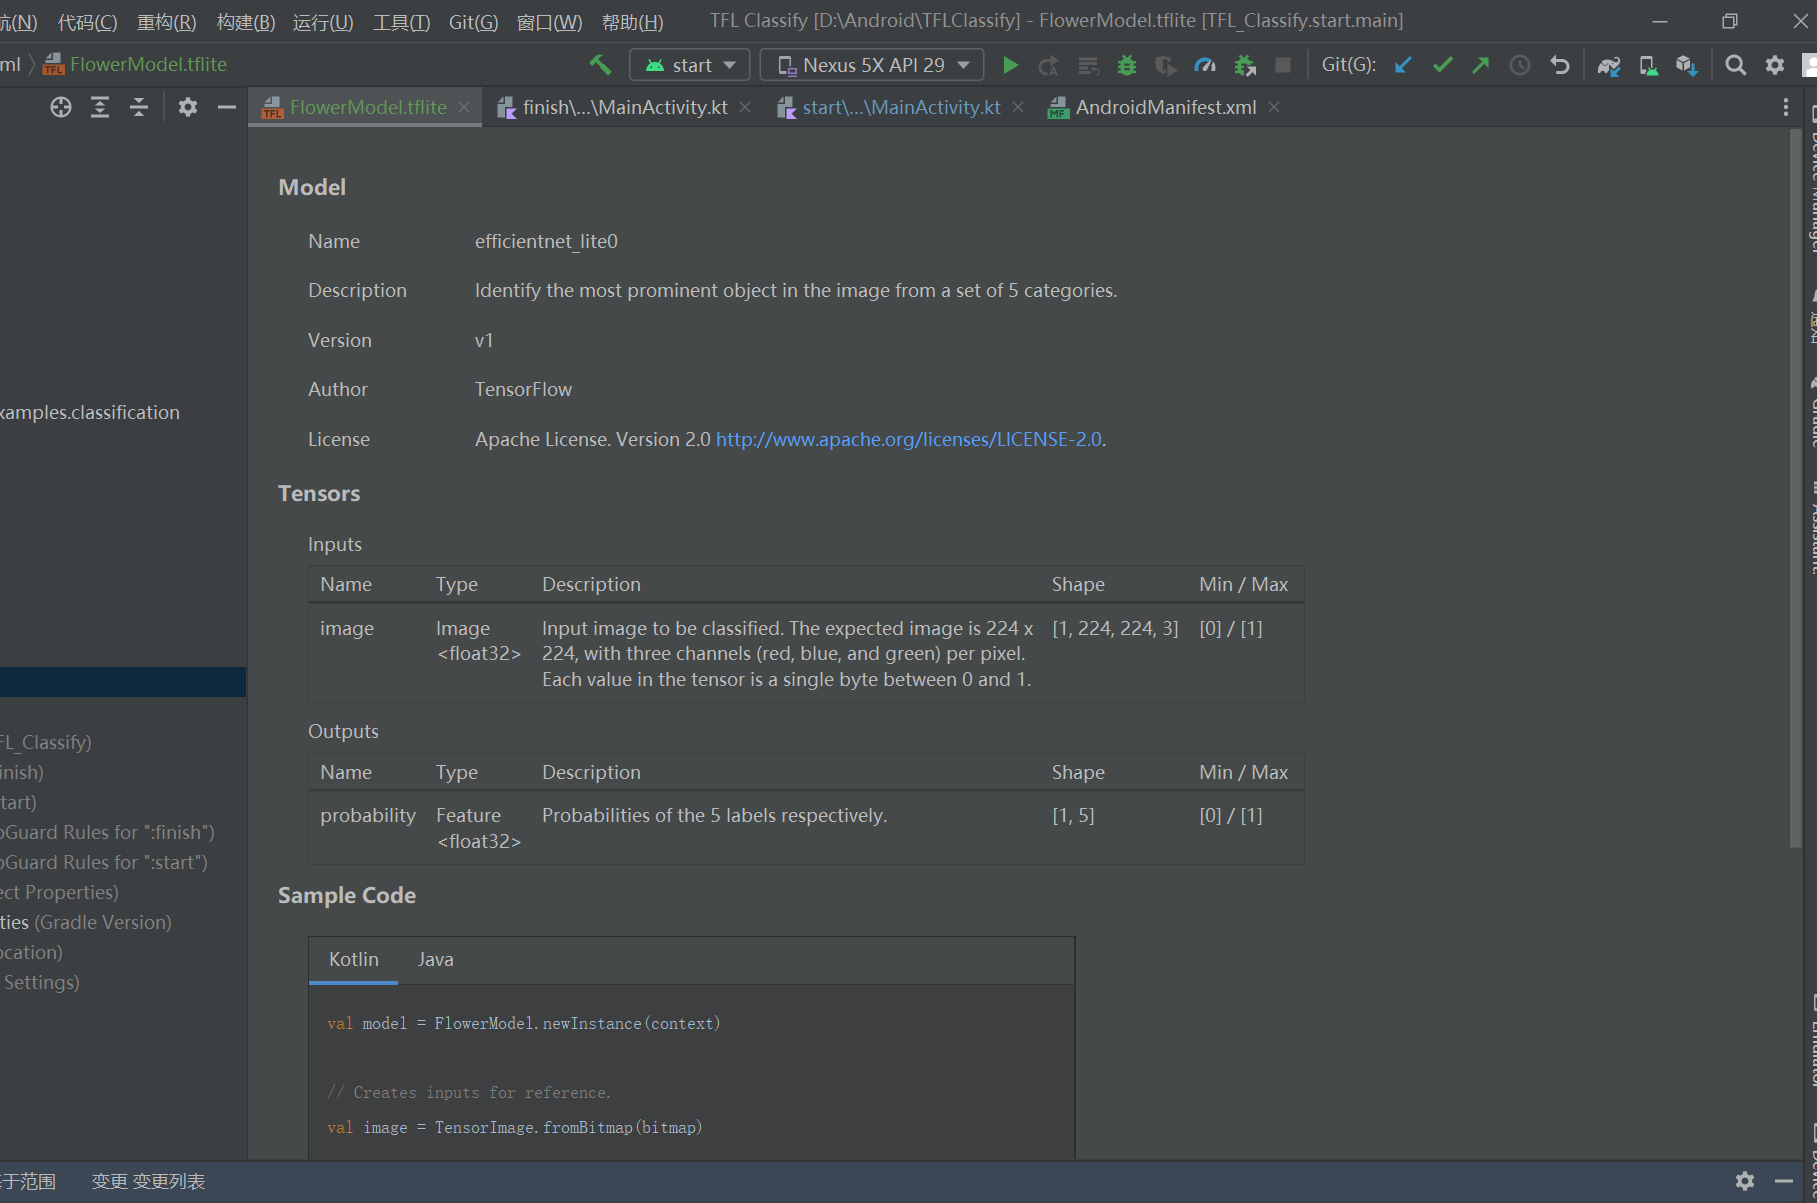 航(N) 代码(C) 重构(R) 构建(B) 运行(U) 工具(T) Git(G) 窗口(W) 帮助(H) TFL Classify [D:\Android\TFLClassify] - FlowerModel.tflite [TFL_Classify.start.main]
ml FlowerModel.tflite start Nexus 5X API 29 Git(G):
FlowerModel.tflite finish\...\MainActivity.kt start\...\MainActivity.kt AndroidManifest.xml
Model
Name efficientnet_lite0
Description Identify the most prominent object in the image from a set of 5 categories.
Version v1
Author TensorFlow
xamples.classification
License Apache License. Version 2.0 http://www.apache.org/licenses/LICENSE-2.0.
Tensors
Inputs
Name Type Description Shape Min / Max
image Image <float32> Input image to be classified. The expected image is 224 x [1, 224, 224, 3] [0] / [1]
224, with three channels (red, blue, and green) per pixel.
Each value in the tensor is a single byte between 0 and 1.
Outputs
Name Type Description Shape Min / Max
probability Feature <float32> Probabilities of the 5 labels respectively. [1, 5] [0] / [1]
FL_Classify)
inish)
tart)
oGuard Rules for ":finish")
oGuard Rules for ":start")
ect Properties)
ties (Gradle Version)
ocation)
Settings)
Sample Code
Kotlin Java
val model = FlowerModel.newInstance(context)
// Creates inputs for reference.
val image = TensorImage.fromBitmap(bitmap)
于范围 变更 变更列表
Device Manager
Gradle
Assistant
Emulator